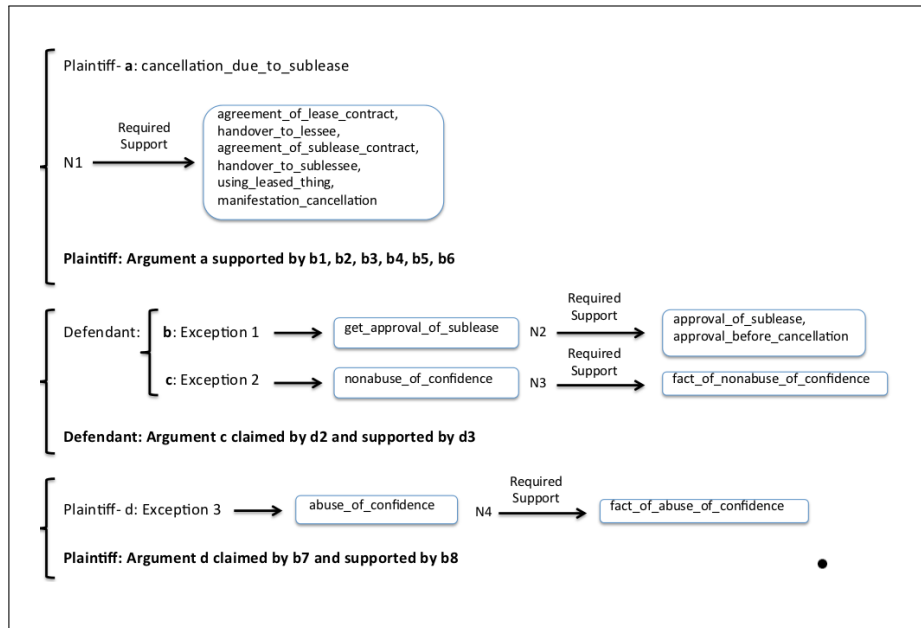 Plaintiff- a: cancellation_due_to_sublease
N1
Required
Support
agreement_of_lease_contract,
handover_to_lessee,
agreement_of_sublease_contract,
handover_to_sublessee,
using_leased_thing,
manifestation_cancellation
Plaintiff: Argument a supported by b1, b2, b3, b4, b5, b6
Defendant:
b: Exception 1
get_approval_of_sublease
N2
Required
Support
approval_of_sublease,
approval_before_cancellation
c: Exception 2
nonabuse_of_confidence
N3
Required
Support
fact_of_nonabuse_of_confidence
Defendant: Argument c claimed by d2 and supported by d3
Plaintiff- d: Exception 3
abuse_of_confidence
N4
Required
Support
fact_of_abuse_of_confidence
Plaintiff: Argument d claimed by b7 and supported by b8